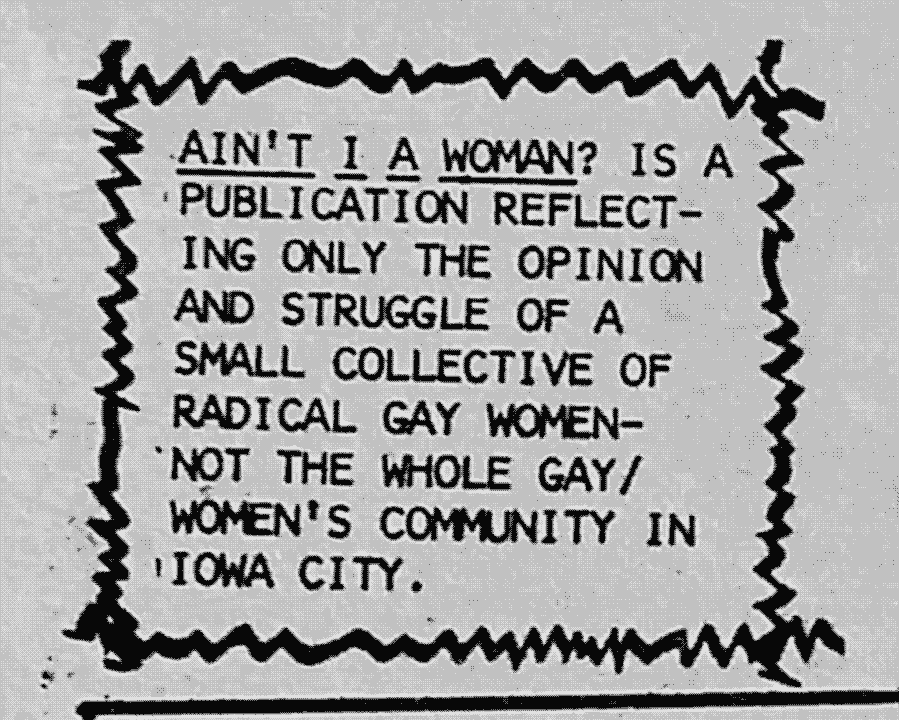 AIN'T I A WOMAN? IS A
PUBLICATION REFLECT-
ING ONLY THE OPINION
AND STRUGGLE OF A
SMALL COLLECTIVE OF
RADICAL GAY WOMEN-
NOT THE WHOLE GAY/
WOMEN'S COMMUNITY IN
IOWA CITY.